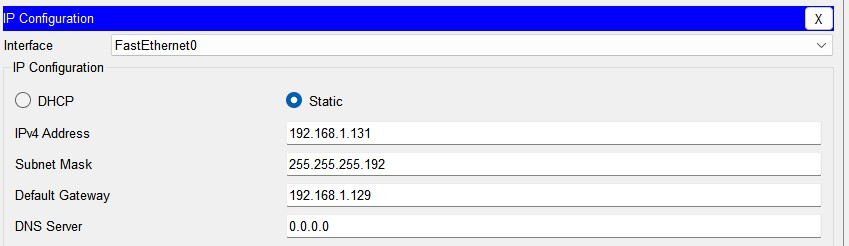 IP Configuration X
Interface FastEthernet0
IP Configuration
DHCP Static
IPv4 Address 192.168.1.131
Subnet Mask 255.255.255.192
Default Gateway 192.168.1.129
DNS Server 0.0.0.0